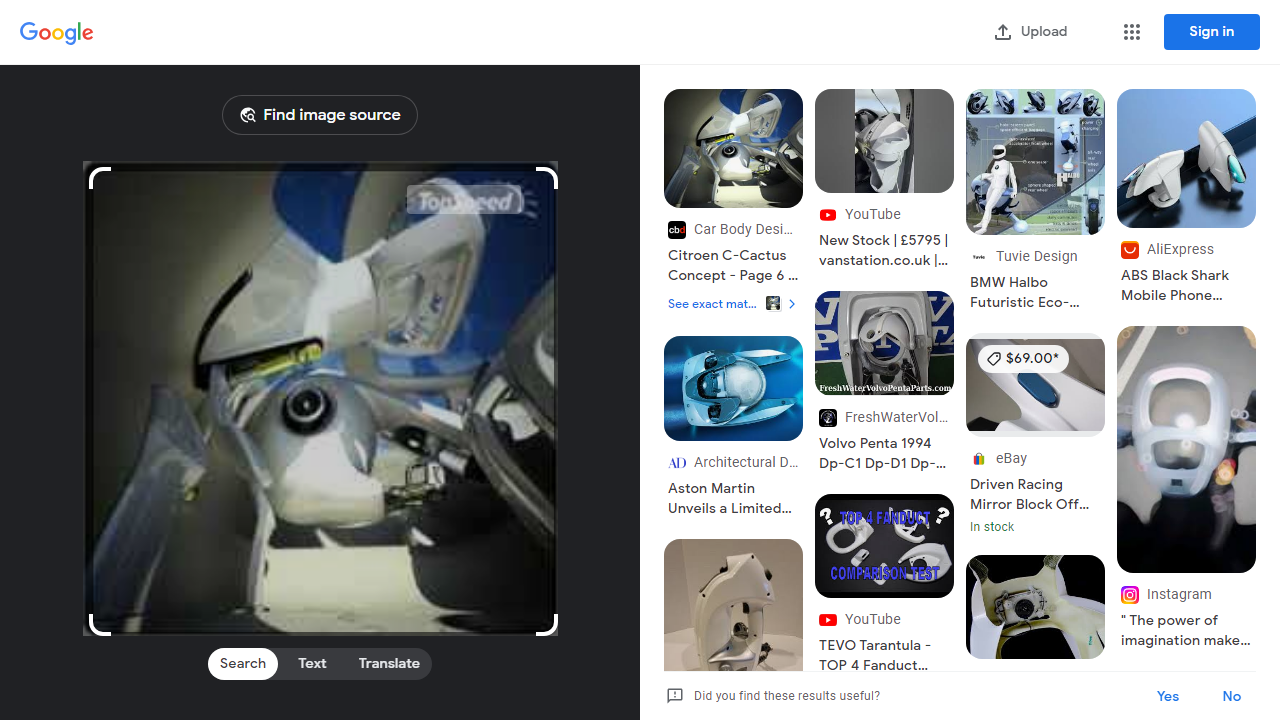 Google
Upload
Sign in
Find image source
TopSpeed
Search
Text
Translate
cbd
Car Body Desi...
Citroen C-Cactus
Concept - Page 6 ...
See exact mat...
AD
Architectural D...
Aston Martin
Unveils a Limited...
YouTube
New Stock | £5795 |
vanstation.co.uk |...
FreshWaterVolvoPentaParts.com
FreshWaterVol...
Volvo Penta 1994
Dp-C1 Dp-D1 Dp-...
? TOP 4 FANDUCT ?
COMPARISON TEST
YouTube
TEVO Tarantula -
TOP 4 Fanduct...
HALBO
Tuvie
Tuvie Design
BMW Halbo
Futuristic Eco-...
$69.00*
eBay
Driven Racing
Mirror Block Off...
In stock
AliExpress
ABS Black Shark
Mobile Phone...
Instagram
" The power of
imagination make...
Did you find these results useful?
Yes
No